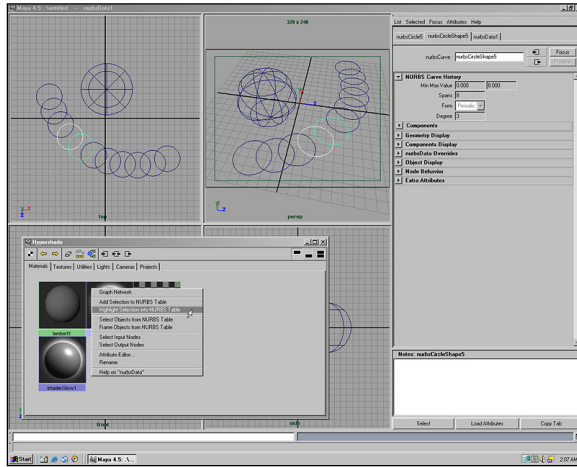 Maya 4.5: .\untitled --- nurbsData1
List Selected Focus Attributes Help
nurbsCircle5 nurbsCircleShape5 nurbsData1
nurbsCurve: nurbsCircleShape5
Focus
Presets
NURBS Curve History
Min Max Value 0.000 8.000
Spans 8
Form Periodic
Degree 3
Components
Geometry Display
Components Display
nurbsData Overrides
Object Display
Node Behavior
Extra Attributes
320 x 240
top
persp
Hypershade
Materials Textures Utilities Lights Cameras Projects
Graph Network
Add Selection to NURBS Table
Highlight Selection into NURBS Table
Select Objects from NURBS Table
Frame Objects from NURBS Table
Select Input Nodes
Select Output Nodes
Attribute Editor...
Rename
Help on "nurbsData"
lambert1
shaderGlow1
front
side
Notes: nurbsCircleShape5
Select Load Attributes Copy Tab
Start
Maya 4.5: .\...
2:07 AM